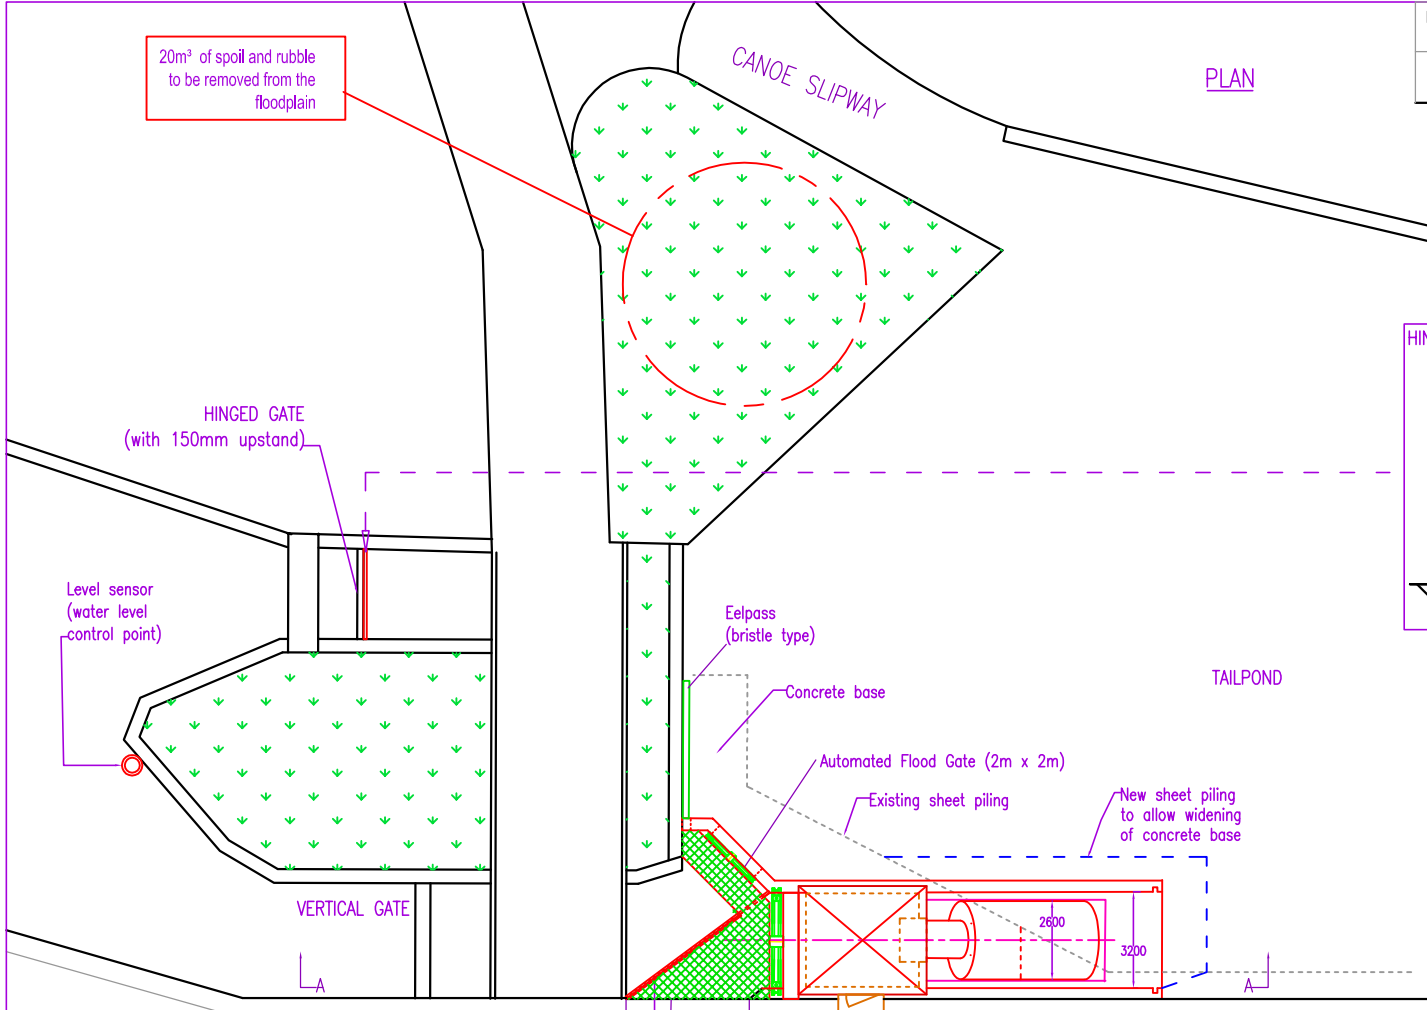 20m³ of spoil and rubble
to be removed from the
floodplain
CANOE SLIPWAY
PLAN
HINGED GATE
(with 150mm upstand)
Level sensor
(water level
control point)
Eelpass
(bristle type)
Concrete base
TAILPOND
Automated Flood Gate (2m x 2m)
Existing sheet piling
New sheet piling
to allow widening
of concrete base
VERTICAL GATE
2600
3200
A
A